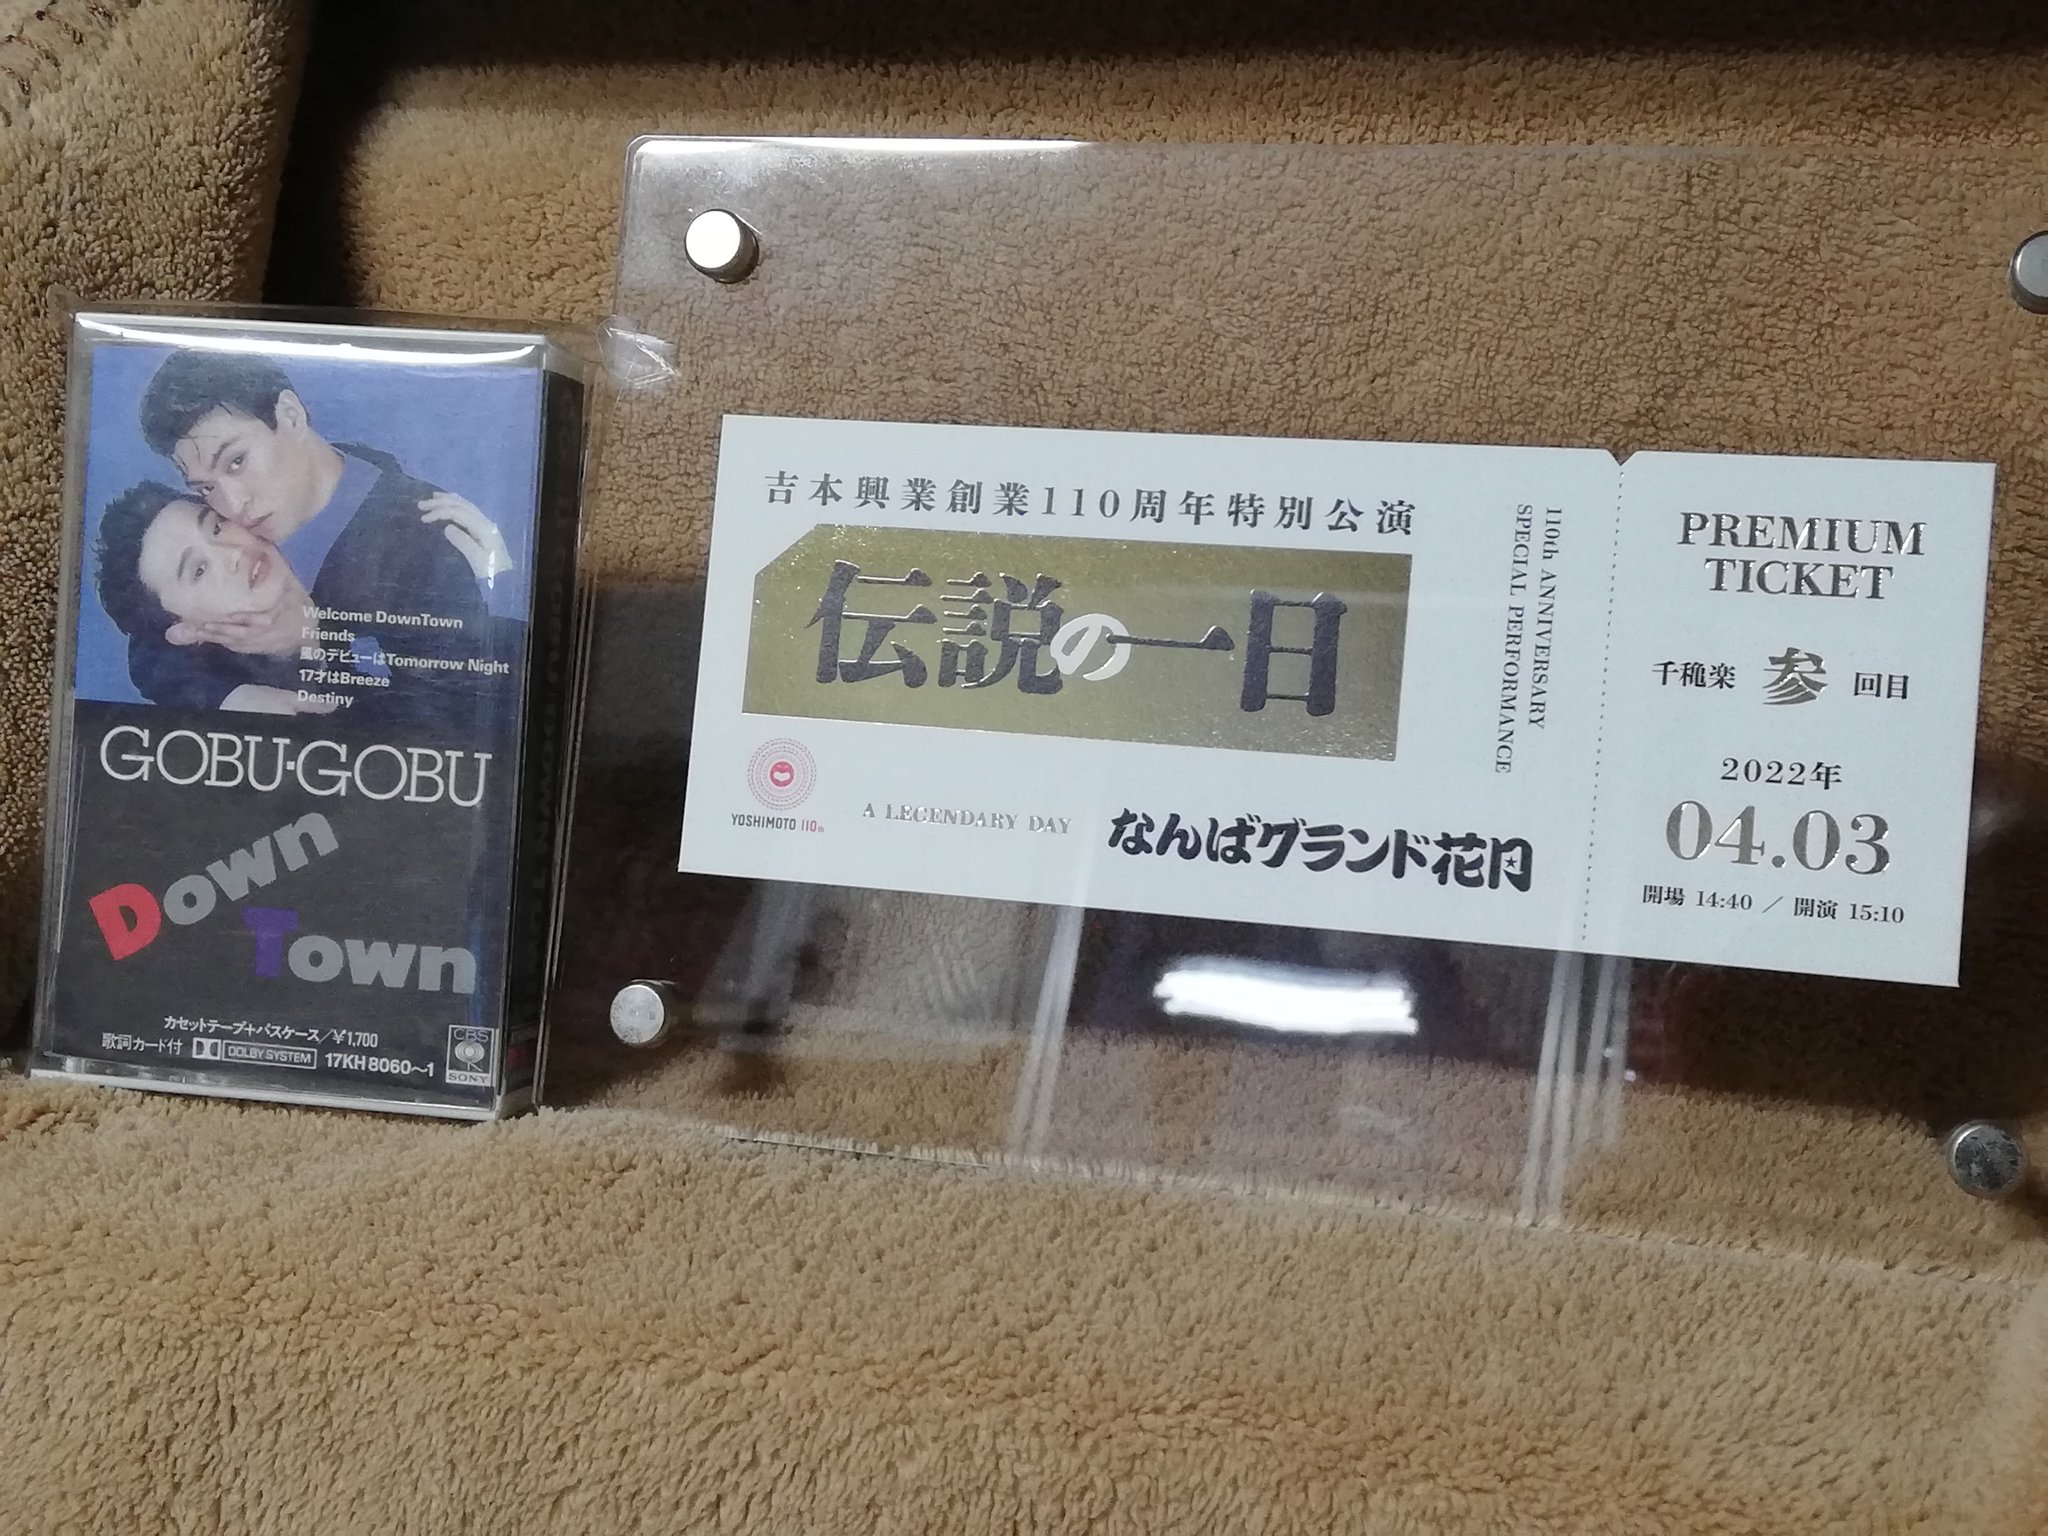 Welcome DownTown
Friends
風のデビューはTomorrow Night
17才はBreeze
Destiny
GOBU-GOBU
Down
Town
カセットテープ+パスケース/¥1,700
歌詞カード付 DOLBY SYSTEM 17KH 8060〜1
CBS
SONY
吉本興業創業110周年特別公演
伝説の一日
110th ANNIVERSARY
SPECIAL PERFORMANCE
YOSHIMOTO 110th
A LEGENDARY DAY
なんばグランド花月
PREMIUM
TICKET
千穐楽 参 回目
2022年
04.03
開場 14:40 / 開演 15:10